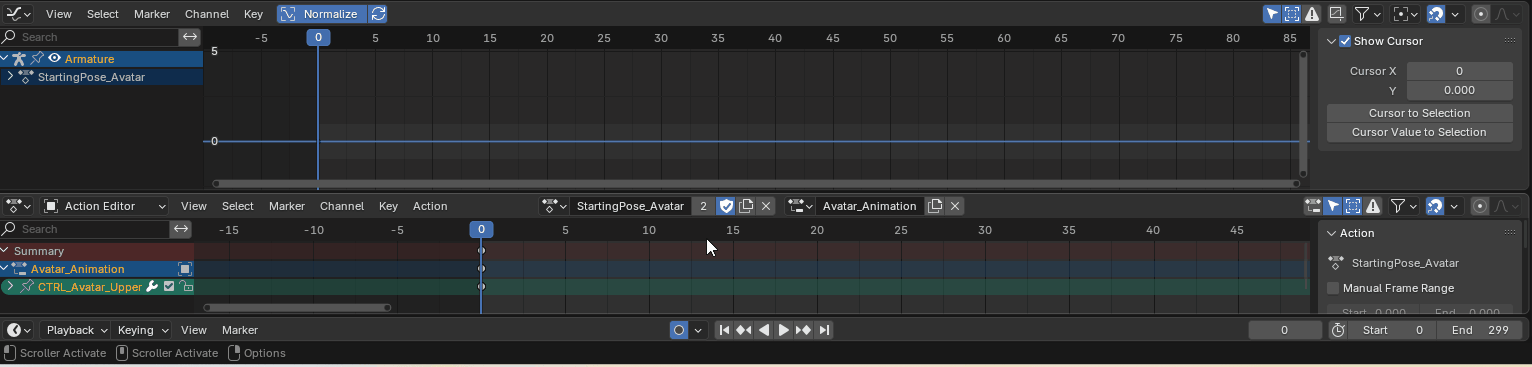 View Select Marker Channel Key Normalize
Search -5 0 5 10 15 20 25 30 35 40 45 50 55 60 65 70 75 80 85
Show Cursor
5
Armature
StartingPose_Avatar
Cursor X 0
Y 0.000
Cursor to Selection
Cursor Value to Selection
0
Action Editor View Select Marker Channel Key Action StartingPose_Avatar 2 Avatar_Animation
Search -15 -10 -5 0 5 10 15 20 25 30 35 40 45
Action
Summary
Avatar_Animation
StartingPose_Avatar
CTRL_Avatar_Upper
Manual Frame Range
Start 0.000 End 0.000
Playback Keying View Marker 0 Start 0 End 299
Scroller Activate Scroller Activate Options